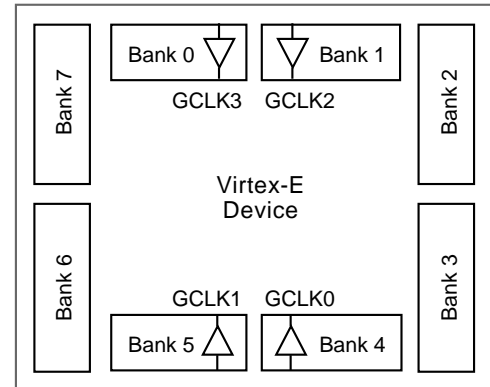 Bank 0
Bank 1
GCLK3
GCLK2
Bank 7
Bank 2
Virtex-E
Device
Bank 6
Bank 3
GCLK1
GCLK0
Bank 5
Bank 4